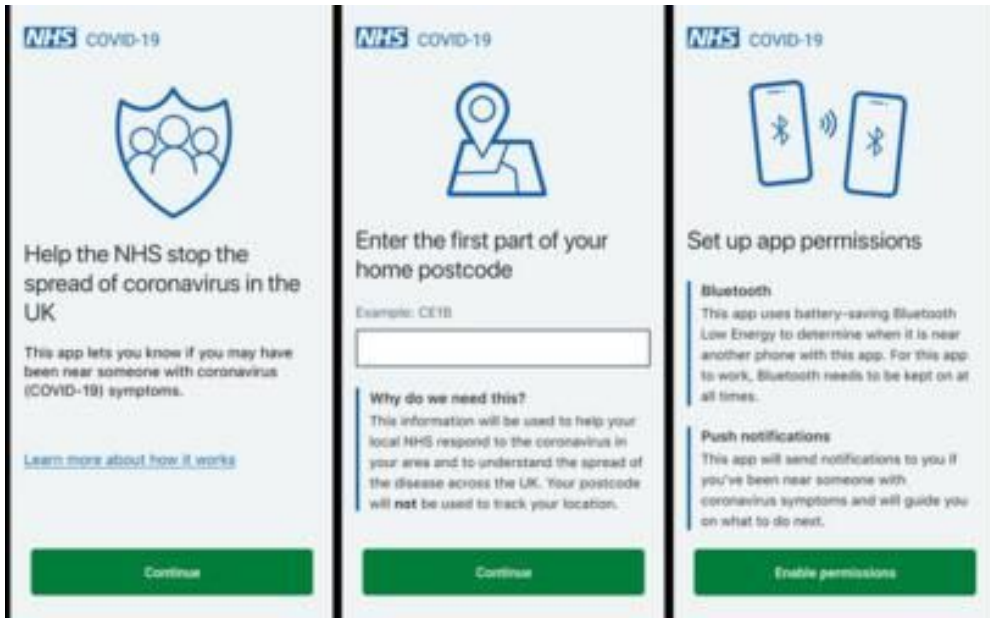 NHS COVID-19
Help the NHS stop the
spread of coronavirus in the
UK
This app lets you know if you may have
been near someone with coronavirus
(COVID-19) symptoms.
Learn more about how it works
Continue
NHS COVID-19
Enter the first part of your
home postcode
Example: CE1B
Why do we need this?
This information will be used to help your
local NHS respond to the coronavirus in
your area and to understand the spread of
the disease across the UK. Your postcode
will not be used to track your location.
Continue
NHS COVID-19
Set up app permissions
Bluetooth
This app uses battery-saving Bluetooth
Low Energy to determine when it is near
another phone with this app. For this app
to work, Bluetooth needs to be kept on at
all times.
Push notifications
This app will send notifications to you if
you've been near someone with
coronavirus symptoms and will guide you
on what to do next.
Enable permissions